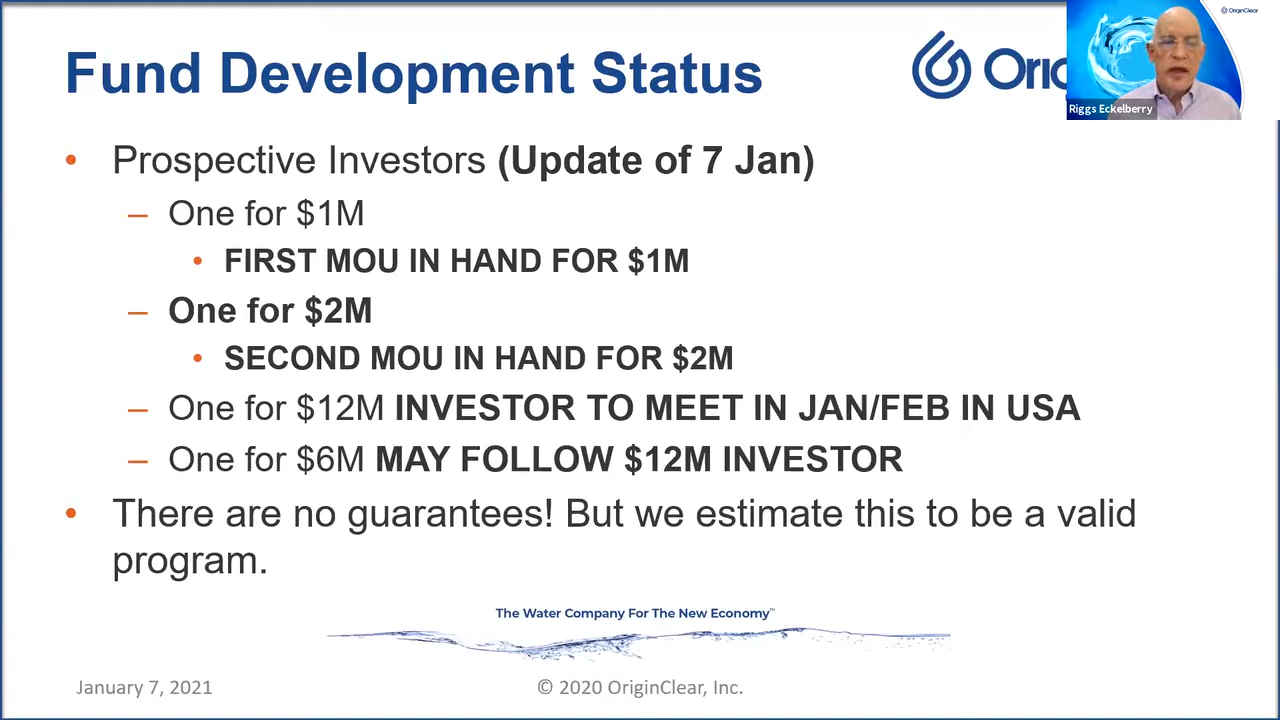 Fund Development Status
OriginClear
Riggs Eckelberry
• Prospective Investors (Update of 7 Jan)
– One for $1M
• FIRST MOU IN HAND FOR $1M
– One for $2M
• SECOND MOU IN HAND FOR $2M
– One for $12M INVESTOR TO MEET IN JAN/FEB IN USA
– One for $6M MAY FOLLOW $12M INVESTOR
• There are no guarantees! But we estimate this to be a valid
program.
The Water Company For The New Economy™
January 7, 2021
© 2020 OriginClear, Inc.